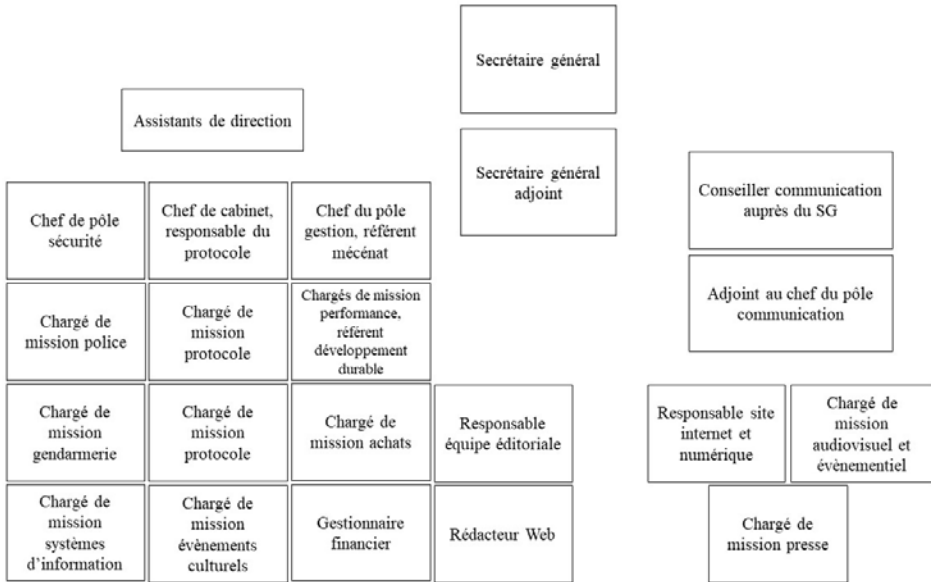 Secrétaire général
Assistants de direction
Secrétaire général
adjoint
Conseiller communication
auprès du SG
Chef de pôle
sécurité
Chef de cabinet,
responsable du
protocole
Chef du pôle
gestion, référent
mécénat
Adjoint au chef du pôle
communication
Chargé de
mission police
Chargé de
mission
protocole
Chargés de mission
performance,
référent
développement
durable
Chargé de
mission
gendarmerie
Chargé de
mission
protocole
Chargé de
mission achats
Responsable
équipe éditoriale
Responsable site
internet et
numérique
Chargé de
mission
audiovisuel et
évènementiel
Chargé de
mission
systèmes
d’information
Chargé de
mission
évènements
culturels
Gestionnaire
financier
Rédacteur Web
Chargé de
mission presse